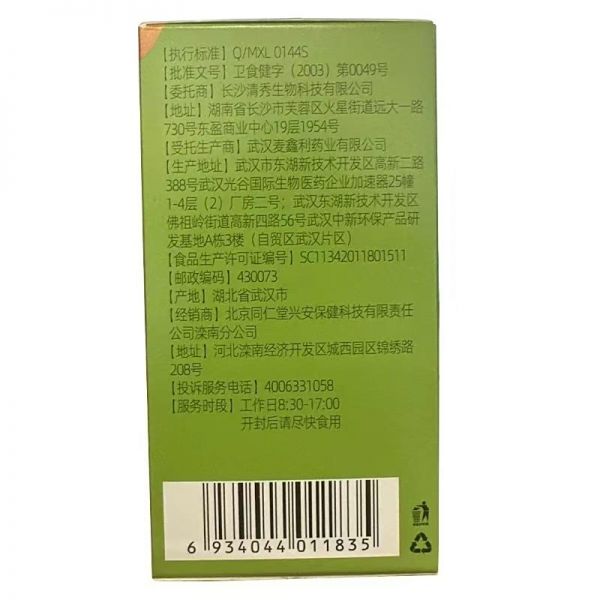 【执行标准】Q/MXL 0144S
【批准文号】卫食健字（2003）第0049号
【委托商】长沙清秀生物科技有限公司
【地址】湖南省长沙市芙蓉区火星街道远大一路
730号东盈商业中心19层1954号
【受托生产商】武汉麦鑫利药业有限公司
【生产地址】武汉市东湖新技术开发区高新二路
388号武汉光谷国际生物医药企业加速器25幢
1-4层（2）厂房二号；武汉东湖新技术开发区
佛祖岭街道高新四路56号武汉中新环保产品研
发基地A栋3楼（自贸区武汉片区）
【食品生产许可证编号】SC11342011801511
【邮政编码】430073
【产地】湖北省武汉市
【经销商】北京同仁堂兴安保健科技有限责任
公司滦南分公司
【地址】河北滦南经济开发区城西园区锦绣路
208号
【投诉服务电话】4006331058
【服务时段】工作日8:30-17:00
开封后请尽快食用
6 934044 011835